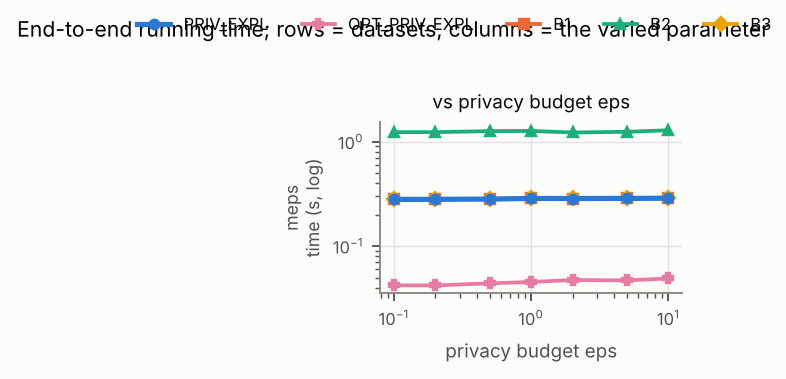 PRIV-EXPL OPT-PRIV-EXPL B1 B2 B3
End-to-end running time; rows = datasets, columns = the varied parameter
vs privacy budget eps
meps
time (s, log)
10⁰
10⁻¹
10⁻¹ 10⁰ 10¹
privacy budget eps